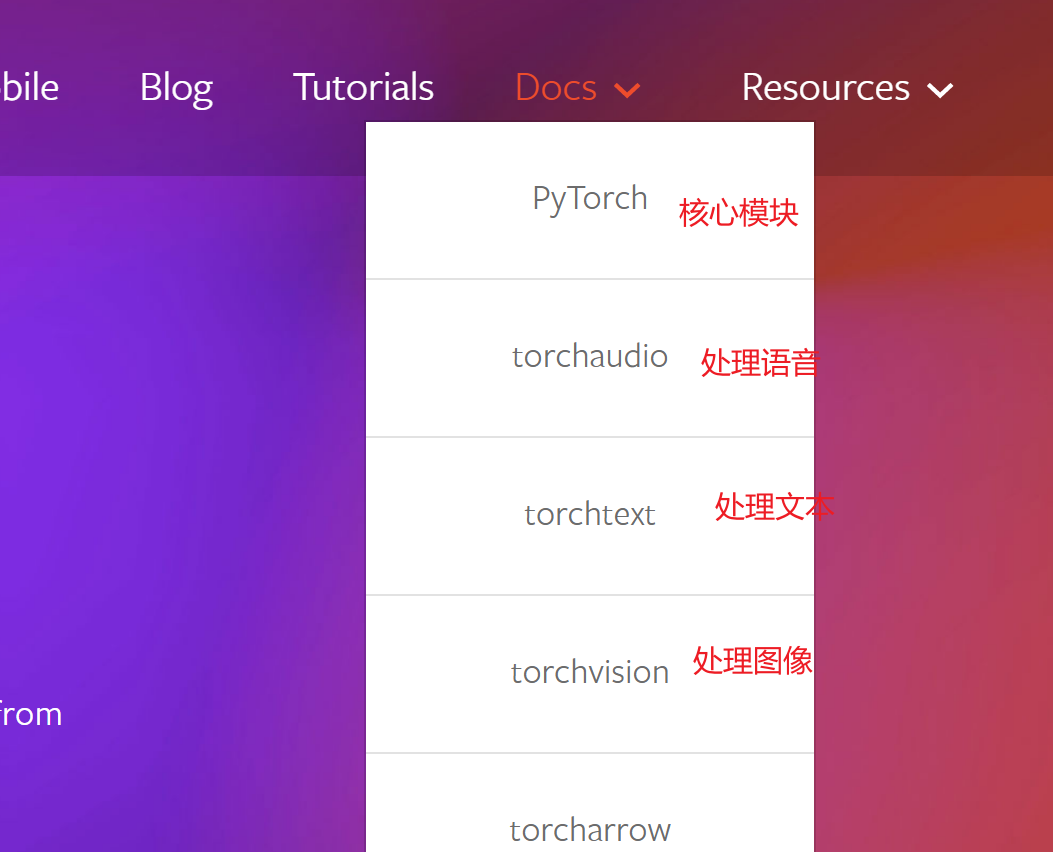 bile Blog Tutorials Docs Resources
PyTorch 核心模块
torchaudio 处理语音
torchtext 处理文本
torchvision 处理图像
from
torcharrow